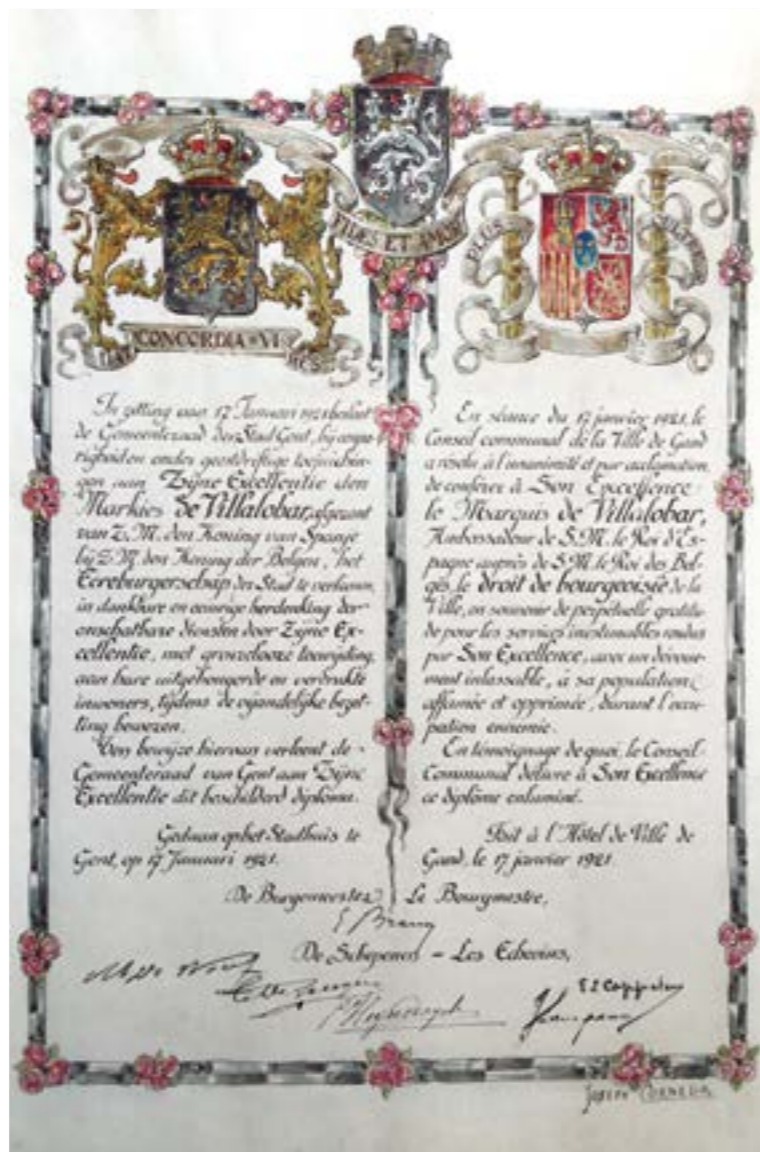 FIDES ET AMOR
PLUS ULTRA
CONCORDIA VI RES
In zitting van 17 Januari 1921 besluit
de Gemeenteraad der Stad Gent, bij
en onder geestdriftige toejuichin-
gen aan Zijne Excellentie den
Markies de Villalobar, afgezant
van Z.M. den Koning van Spanje
bij Z.M. den Koning der Belgen, het
Eereburgerschap der Stad te verleenen,
in dankbare en eeuwige herdenking der
onschatbare diensten door Zijne Ex-
cellentie, met grenzelooze toewijding,
aan hare uitgehongerde en verdrukte
inwoners, tijdens de vijandelijke bezet-
ting bewezen.
Ten bewijze hiervan verleent de
Gemeenteraad van Gent aan Zijne
Excellentie dit beschilderd diploma.
Gedaan op het Stadhuis te
Gent, op 17 Januari 1921.
De Burgemeester
En séance du 17 janvier 1921, le
Conseil communal de la Ville de Gand
a résolu, à l'unanimité et par acclamation,
de conférer à Son Excellence
le Marquis de Villalobar,
Ambassadeur de S.M. le Roi d'Es-
pagne auprès de S.M. le Roi des Bel-
ges, le droit de bourgeoisie de la
Ville, en souvenir de perpétuelle gratitu-
de pour les services inestimables rendus
par Son Excellence, avec un dévoue-
ment inlassable, à sa population
affamée et opprimée, durant l'occu-
pation ennemie.
En témoignage de quoi, le Conseil
Communal délivre à Son Excellence
ce diplôme enluminé.
Fait à l'Hôtel de Ville de
Gand, le 17 janvier 1921
Le Bourgmestre,
E Braun
De Schepenen – Les Echevins,
Joseph